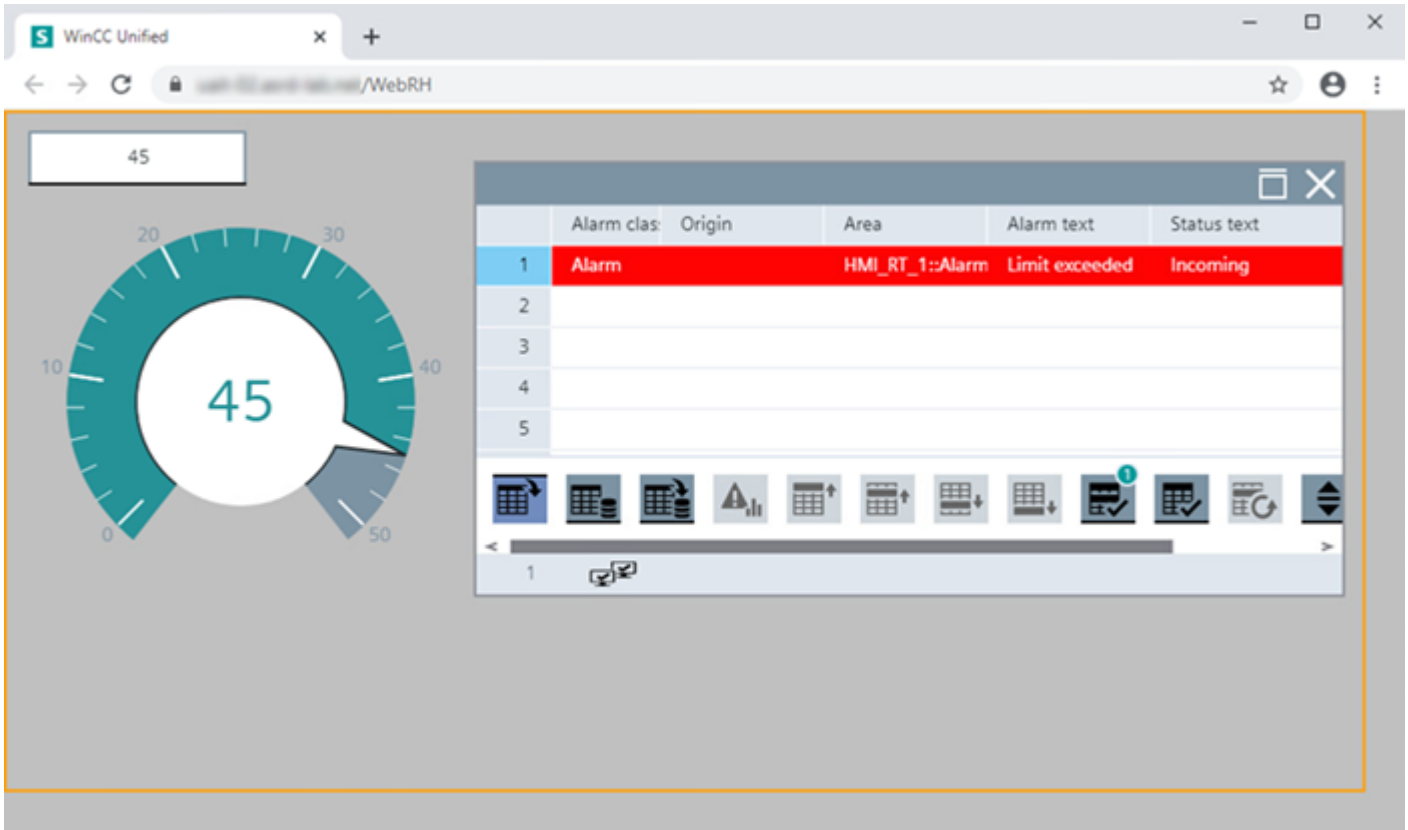 S WinCC Unified
/WebRH
45
Alarm clas Origin Area Alarm text Status text
1 Alarm HMI_RT_1::Alarm Limit exceeded Incoming
2
3
4
5
20 30
10 40
45
0 50
1
1